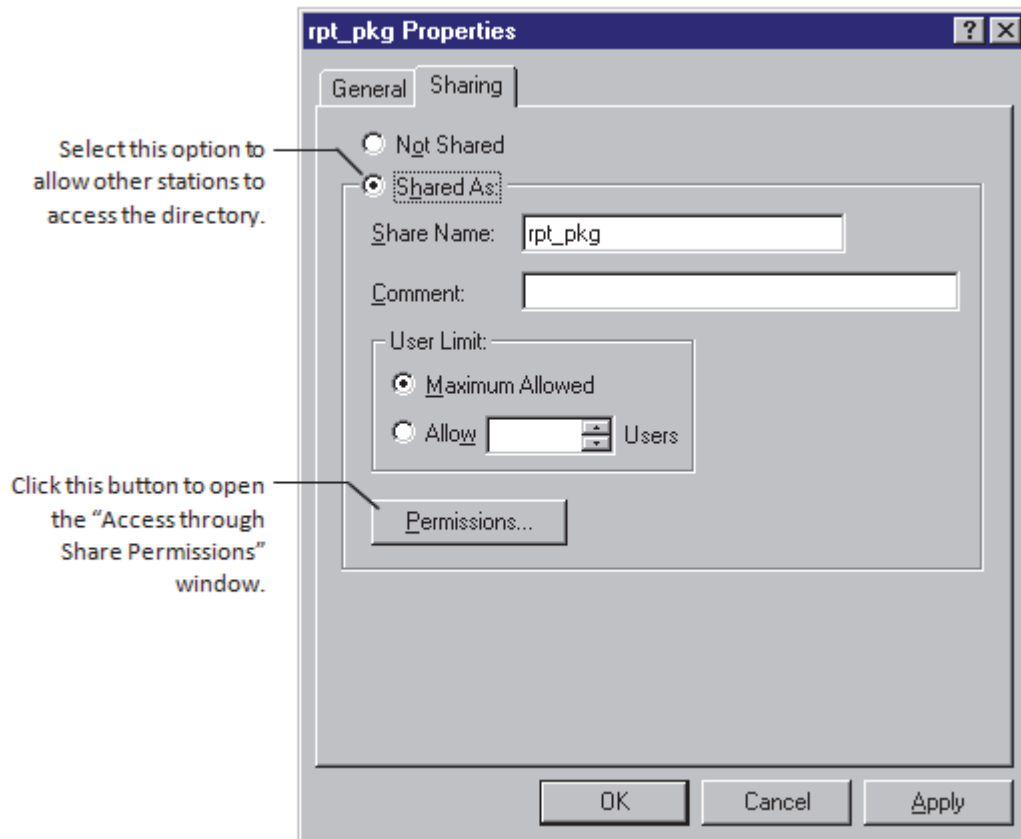 rpt_pkg Properties
General
Sharing
Not Shared
Select this option to
allow other stations to
access the directory.
Shared As:
Share Name:
rpt_pkg
Comment:
User Limit:
Maximum Allowed
Allow
Users
Click this button to open
the “Access through
Share Permissions”
window.
Permissions...
OK
Cancel
Apply